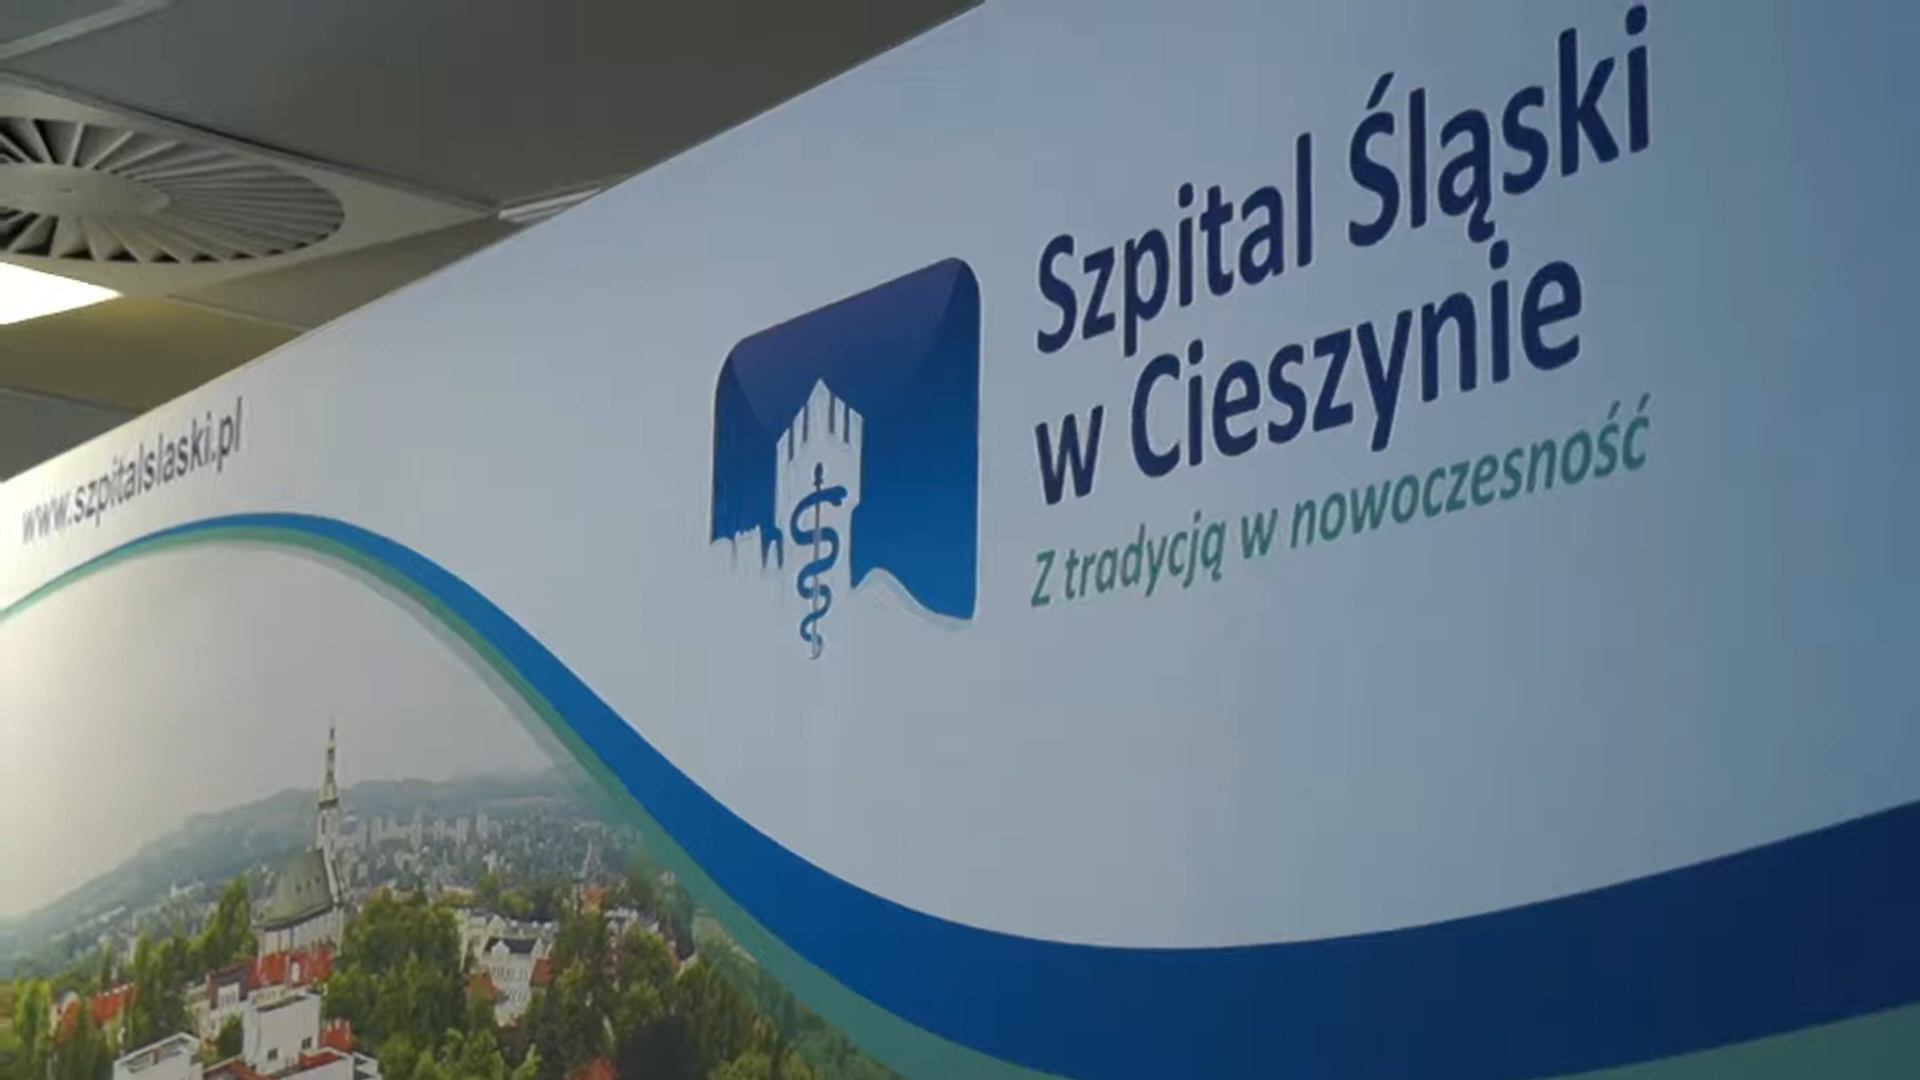 www.szpitalslaski.pl
Szpital Śląski
w Cieszynie
Z tradycją w nowoczesność